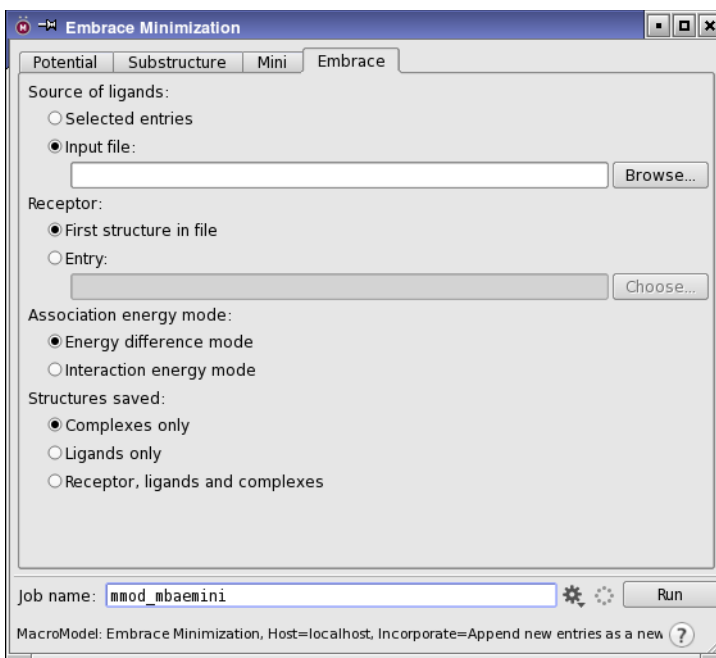 Embrace Minimization
Potential Substructure Mini Embrace
Source of ligands:
Selected entries
Input file:
Browse...
Receptor:
First structure in file
Entry:
Choose...
Association energy mode:
Energy difference mode
Interaction energy mode
Structures saved:
Complexes only
Ligands only
Receptor, ligands and complexes
Job name: mmod_mbaemini Run
MacroModel: Embrace Minimization, Host=localhost, Incorporate=Append new entries as a new ?